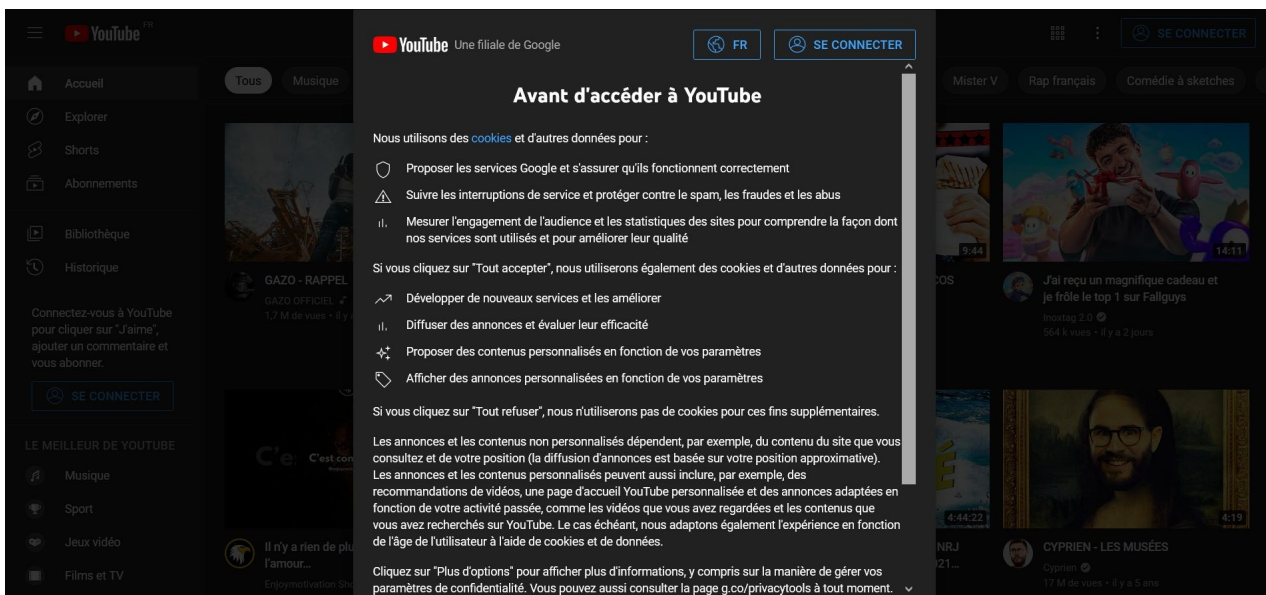 YouTube FR
SE CONNECTER
Accueil
Explorer
Shorts
Abonnements
Bibliothèque
Historique
Connectez-vous à YouTube
pour cliquer sur "J'aime",
ajouter un commentaire et
vous abonner.
SE CONNECTER
LE MEILLEUR DE YOUTUBE
Musique
Sport
Jeux vidéo
Films et TV
Tous
Musique
Mister V
Rap français
Comédie à sketches
GAZO - RAPPEL
GAZO OFFICIEL
1,7 M de vues • Il y
9:44
COS
14:11
J'ai reçu un magnifique cadeau et
je frôle le top 1 sur Fallguys
Inoxtag 2.0
564 k vues • il y a 2 jours
C'e
C'est con
Il n'y a rien de plu
l'amour...
Enjoymotivation Sho
4:44:22
NRJ
21...
4:19
CYPRIEN - LES MUSÉES
Cyprien
17 M de vues • il y a 5 ans
YouTube Une filiale de Google
FR
SE CONNECTER
Avant d'accéder à YouTube
Nous utilisons des cookies et d'autres données pour :
Proposer les services Google et s'assurer qu'ils fonctionnent correctement
Suivre les interruptions de service et protéger contre le spam, les fraudes et les abus
Mesurer l'engagement de l'audience et les statistiques des sites pour comprendre la façon dont
nos services sont utilisés et pour améliorer leur qualité
Si vous cliquez sur "Tout accepter", nous utiliserons également des cookies et d'autres données pour :
Développer de nouveaux services et les améliorer
Diffuser des annonces et évaluer leur efficacité
Proposer des contenus personnalisés en fonction de vos paramètres
Afficher des annonces personnalisées en fonction de vos paramètres
Si vous cliquez sur "Tout refuser", nous n'utiliserons pas de cookies pour ces fins supplémentaires.
Les annonces et les contenus non personnalisés dépendent, par exemple, du contenu du site que vous
consultez et de votre position (la diffusion d'annonces est basée sur votre position approximative).
Les annonces et les contenus personnalisés peuvent aussi inclure, par exemple, des
recommandations de vidéos, une page d'accueil YouTube personnalisée et des annonces adaptées en
fonction de votre activité passée, comme les vidéos que vous avez regardées et les contenus que
vous avez recherchés sur YouTube. Le cas échéant, nous adaptons également l'expérience en fonction
de l'âge de l'utilisateur à l'aide de cookies et de données.
Cliquez sur "Plus d'options" pour afficher plus d'informations, y compris sur la manière de gérer vos
paramètres de confidentialité. Vous pouvez aussi consulter la page g.co/privacytools à tout moment.